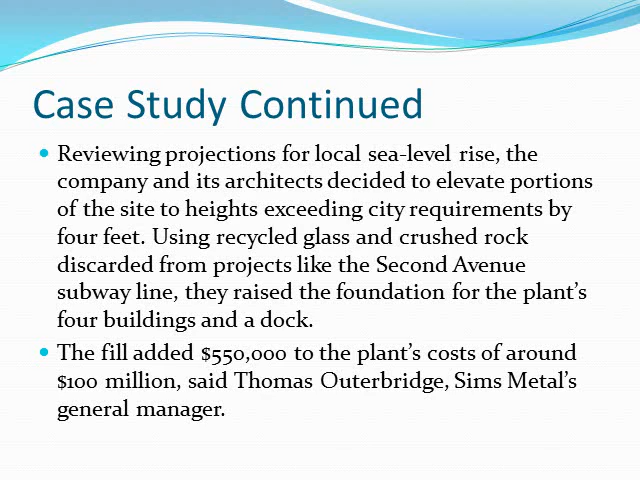 Case Study Continued
• Reviewing projections for local sea-level rise, the
company and its architects decided to elevate portions
of the site to heights exceeding city requirements by
four feet. Using recycled glass and crushed rock
discarded from projects like the Second Avenue
subway line, they raised the foundation for the plant’s
four buildings and a dock.
• The fill added $550,000 to the plant’s costs of around
$100 million, said Thomas Outerbridge, Sims Metal’s
general manager.